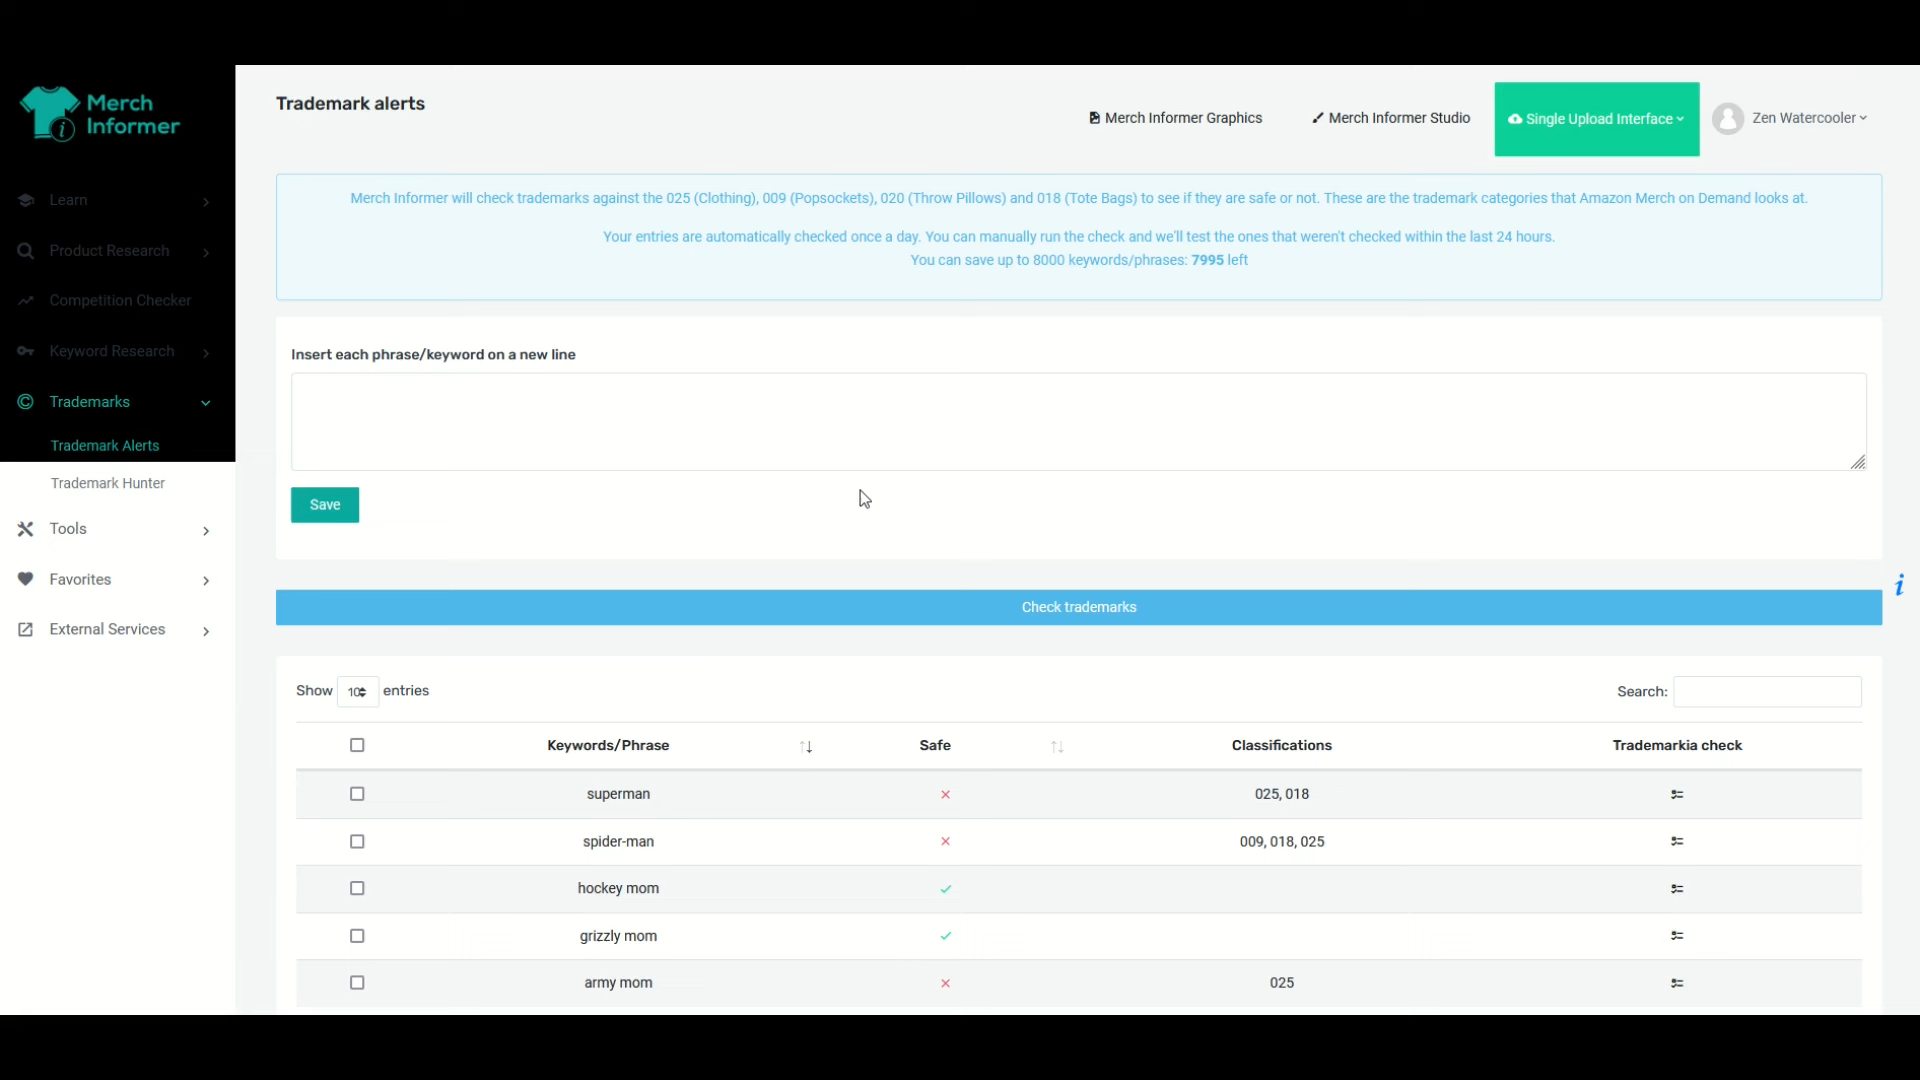 Merch
Informer
Trademark alerts
Merch Informer Graphics
Merch Informer Studio
Single Upload Interface
Zen Watercooler
Learn
Product Research
Competition Checker
Keyword Research
Trademarks
Trademark Alerts
Trademark Hunter
Tools
Favorites
External Services
Merch Informer will check trademarks against the 025 (Clothing), 009 (Popsockets), 020 (Throw Pillows) and 018 (Tote Bags) to see if they are safe or not. These are the trademark categories that Amazon Merch on Demand looks at.
Your entries are automatically checked once a day. You can manually run the check and we'll test the ones that weren't checked within the last 24 hours.
You can save up to 8000 keywords/phrases: 7995 left
Insert each phrase/keyword on a new line
Save
Check trademarks
Show 10 entries
Search:
Keywords/Phrase Safe Classifications Trademarkia check
superman 025, 018
spider-man 009, 018, 025
hockey mom
grizzly mom
army mom 025